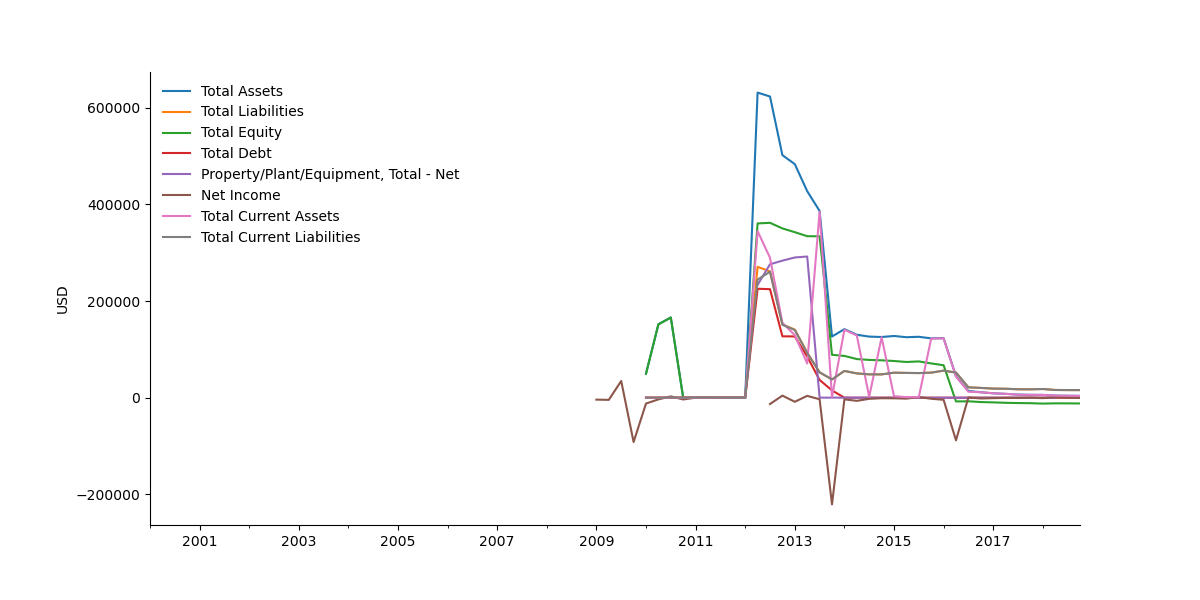 600000
400000
200000
0
−200000
USD
Total Assets
Total Liabilities
Total Equity
Total Debt
Property/Plant/Equipment, Total - Net
Net Income
Total Current Assets
Total Current Liabilities
2001 2003 2005 2007 2009 2011 2013 2015 2017